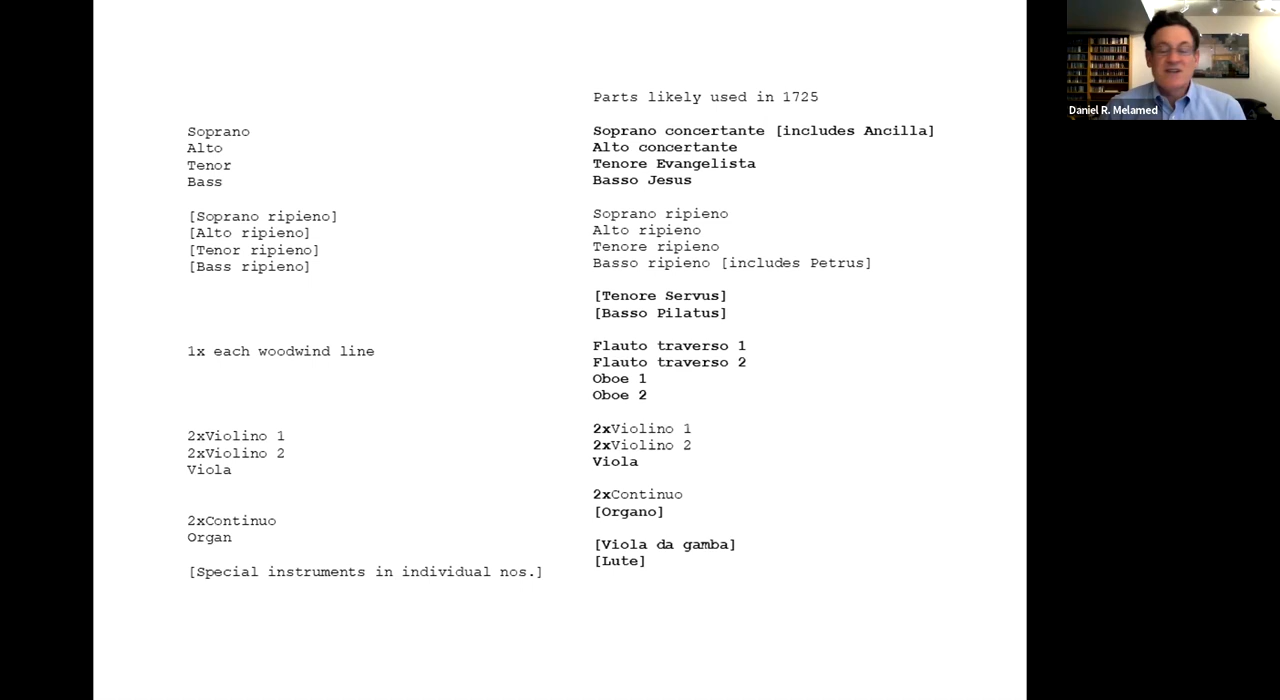 Soprano
Alto
Tenor
Bass
[Soprano ripieno]
[Alto ripieno]
[Tenor ripieno]
[Bass ripieno]
1x each woodwind line
2xViolino 1
2xViolino 2
Viola
2xContinuo
Organ
[Special instruments in individual nos.]
Parts likely used in 1725
Soprano concertante [includes Ancilla]
Alto concertante
Tenore Evangelista
Basso Jesus
Soprano ripieno
Alto ripieno
Tenore ripieno
Basso ripieno [includes Petrus]
[Tenore Servus]
[Basso Pilatus]
Flauto traverso 1
Flauto traverso 2
Oboe 1
Oboe 2
2xViolino 1
2xViolino 2
Viola
2xContinuo
[Organo]
[Viola da gamba]
[Lute]
Daniel R. Melamed